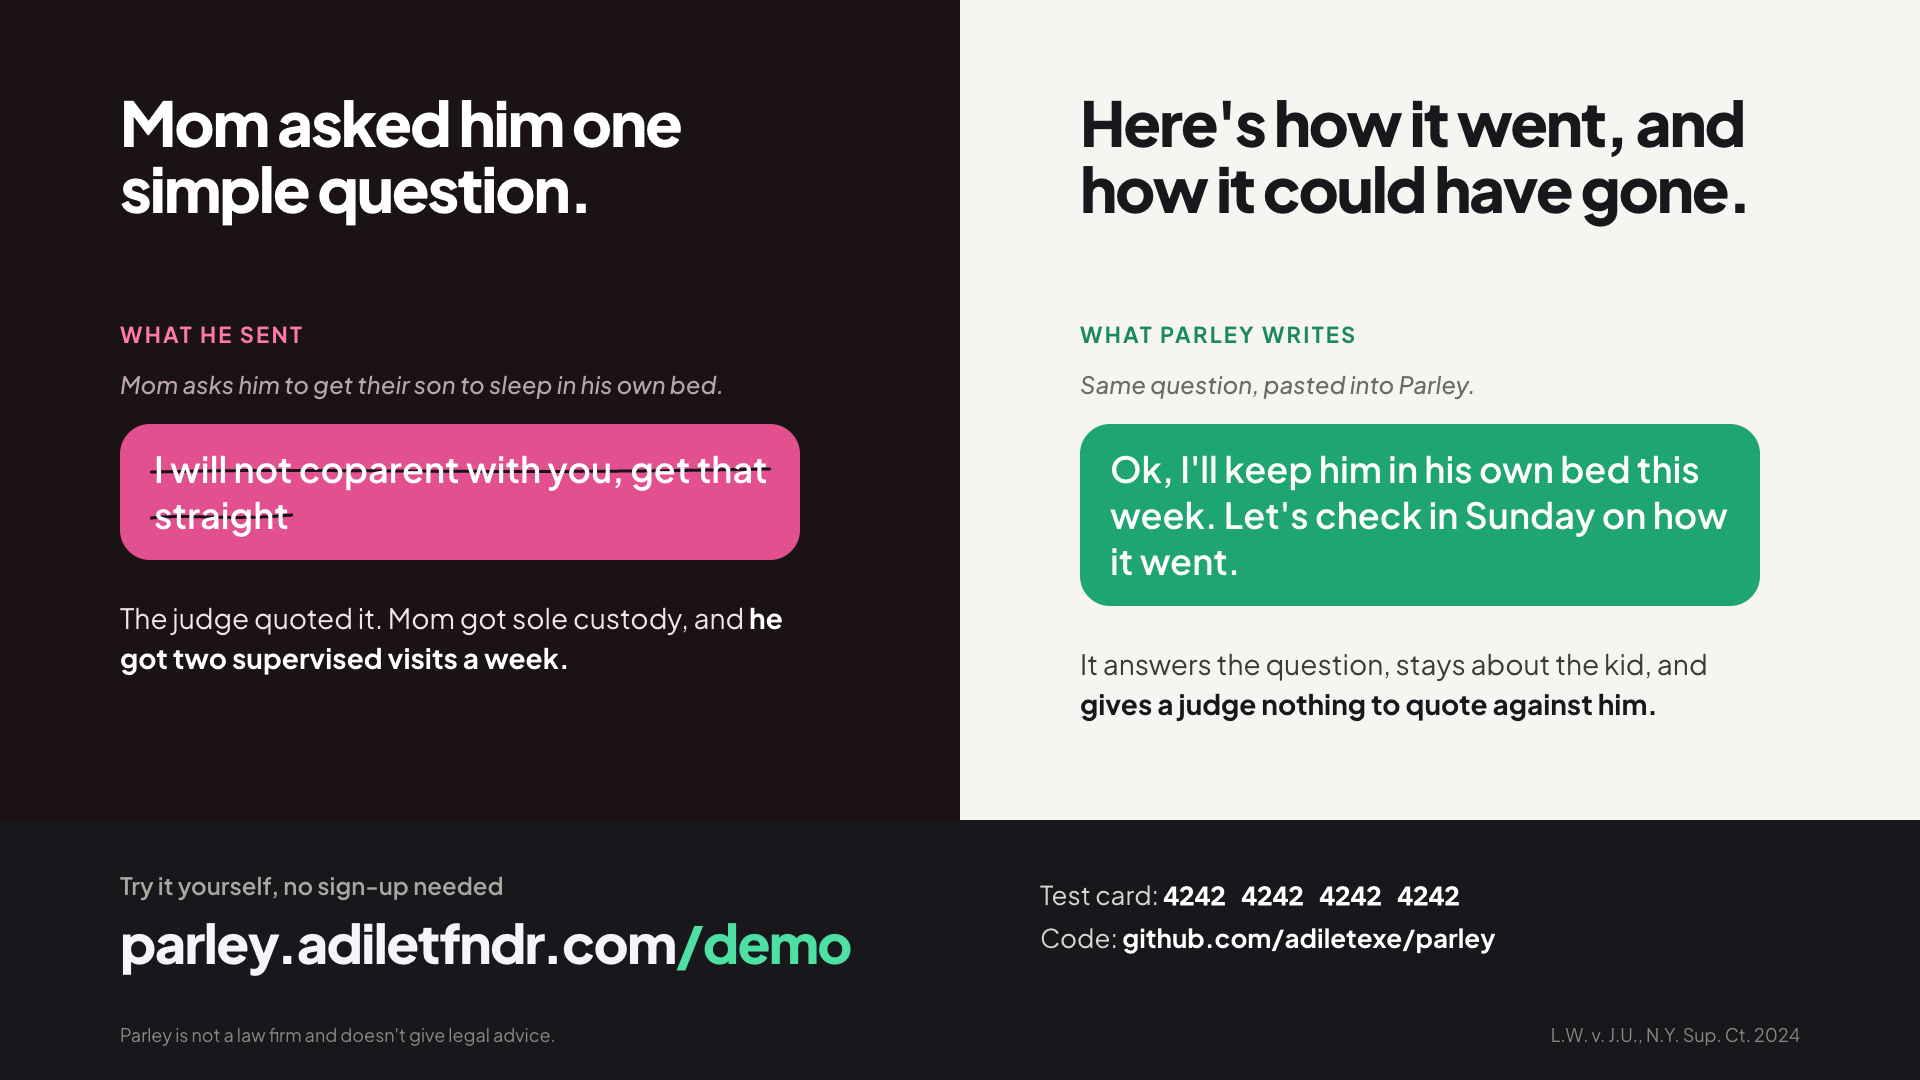 Mom asked him one
simple question.
WHAT HE SENT
Mom asks him to get their son to sleep in his own bed.
I will not coparent with you, get that
straight
The judge quoted it. Mom got sole custody, and he
got two supervised visits a week.
Here's how it went, and
how it could have gone.
WHAT PARLEY WRITES
Same question, pasted into Parley.
Ok, I'll keep him in his own bed this
week. Let's check in Sunday on how
it went.
It answers the question, stays about the kid, and
gives a judge nothing to quote against him.
Try it yourself, no sign-up needed
parley.adiletfndr.com/demo
Test card: 4242 4242 4242 4242
Code: github.com/adiletexe/parley
Parley is not a law firm and doesn't give legal advice.
L.W. v. J.U., N.Y. Sup. Ct. 2024